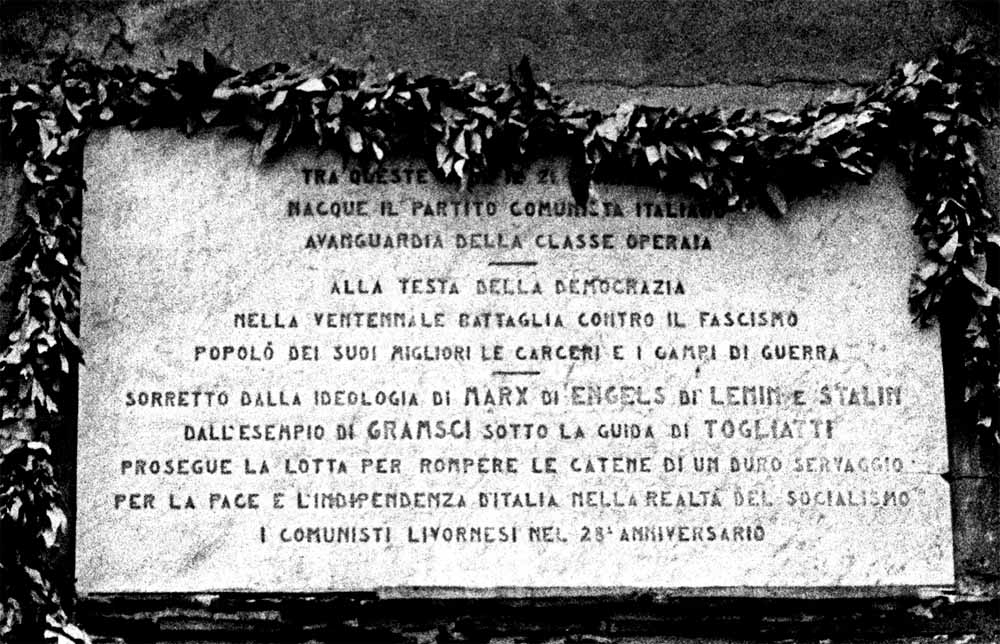 TRA QUESTE
NACQUE IL PARTITO COMUNISTA ITALIANO
AVANGUARDIA DELLA CLASSE OPERAIA
ALLA TESTA DELLA DEMOCRAZIA
NELLA VENTENNALE BATTAGLIA CONTRO IL FASCISMO
POPOLÓ DEI SUOI MIGLIORI LE CARCERI E I CAMPI DI GUERRA
SORRETTO DALLA IDEOLOGIA DI MARX DI ENGELS DI LENIN E STALIN
DALL'ESEMPIO DI GRAMSCI SOTTO LA GUIDA DI TOGLIATTI
PROSEGUE LA LOTTA PER ROMPERE LE CATENE DI UN DURO SERVAGGIO
PER LA PACE E L'INDIPENDENZA D'ITALIA NELLA REALTÀ DEL SOCIALISMO
I COMUNISTI LIVORNESI NEL 28° ANNIVERSARIO